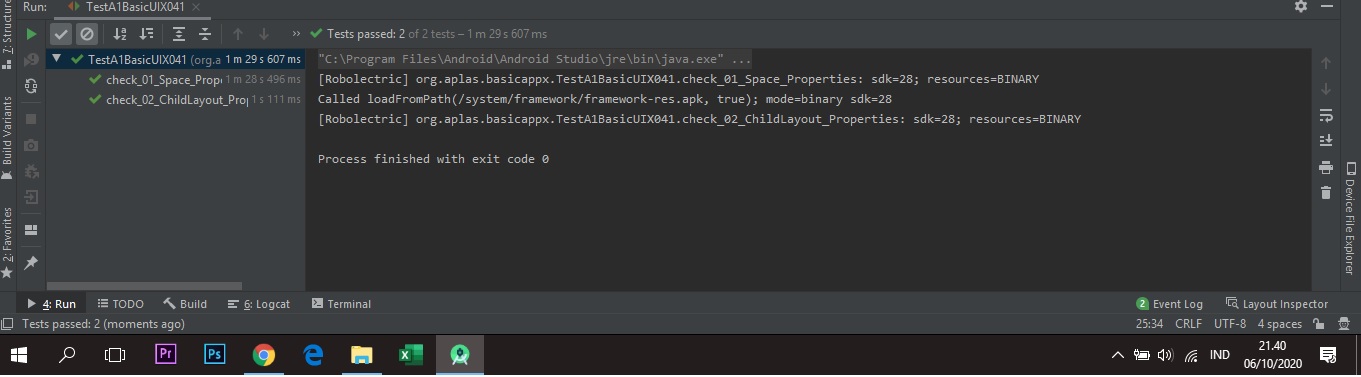 Run: TestA1BasicUIX041
Tests passed: 2 of 2 tests – 1 m 29 s 607 ms
TestA1BasicUIX041 (org.a 1 m 29 s 607 ms
check_01_Space_Prope 1 m 28 s 496 ms
check_02_ChildLayout_Prop 1 s 111 ms
"C:\Program Files\Android\Android Studio\jre\bin\java.exe" ...
[Robolectric] org.aplas.basicappx.TestA1BasicUIX041.check_01_Space_Properties: sdk=28; resources=BINARY
Called loadFromPath(/system/framework/framework-res.apk, true); mode=binary sdk=28
[Robolectric] org.aplas.basicappx.TestA1BasicUIX041.check_02_ChildLayout_Properties: sdk=28; resources=BINARY
Process finished with exit code 0
7: Structure
Build Variants
2: Favorites
Device File Explorer
4: Run TODO Build 6: Logcat Terminal 2 Event Log Layout Inspector
Tests passed: 2 (moments ago) 25:34 CRLF UTF-8 4 spaces
Pr Ps IND 21.40
06/10/2020